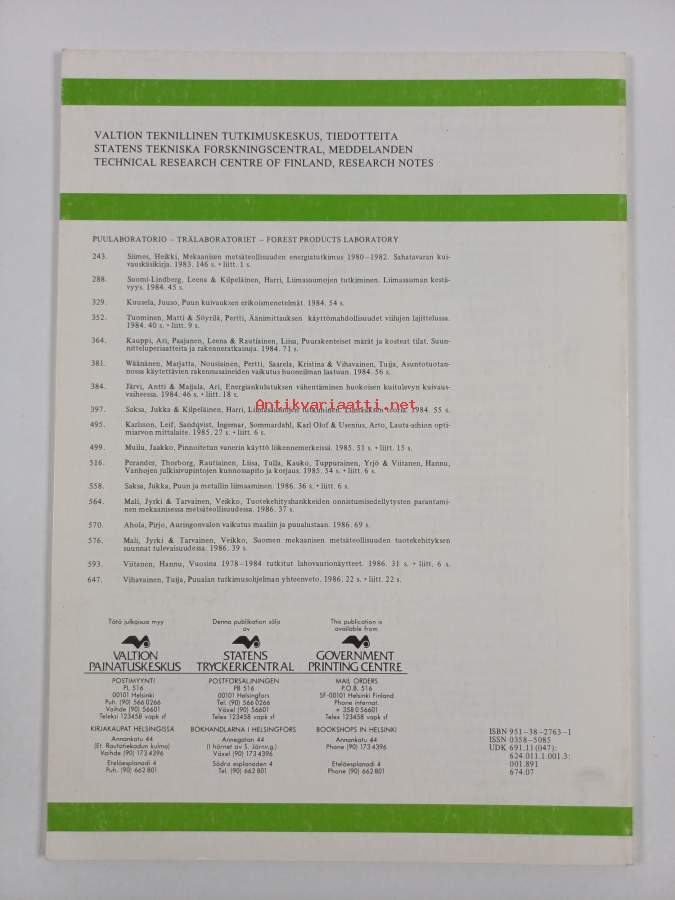 VALTION TEKNILLINEN TUTKIMUSKESKUS, TIEDOTTEITA
STATENS TEKNISKA FORSKNINGSCENTRAL, MEDDELANDEN
TECHNICAL RESEARCH CENTRE OF FINLAND, RESEARCH NOTES
PUULABORATORIO – TRÄLABORATORIET – FOREST PRODUCTS LABORATORY
243. Siimes, Heikki, Mekaanisen metsäteollisuuden energiatutkimus 1980–1982. Sahatavaran kui-
vauskäsikirja. 1983. 146 s. + liitt. 1 s.
288. Suomi-Lindberg, Leena & Kilpeläinen, Harri, Liimasaumojen tutkiminen. Liimasauman kestä-
vyys. 1984. 45 s.
329. Kuusela, Juuso, Puun kuivauksen erikoismenetelmät. 1984. 54 s.
352. Tuominen, Matti & Söyrilä, Pertti, Äänimittauksen käyttömahdollisuudet viilujen lajittelussa.
1984. 40 s. + liitt. 9 s.
364. Kauppi, Ari, Paajanen, Leena & Rautiainen, Liisa, Puurakenteiset märät ja kosteat tilat. Suun-
nitteluperiaatteita ja rakenneratkaisuja. 1984. 71 s.
381. Wäänänen, Marjatta, Nousiainen, Pertti, Saarela, Kristina & Vihavainen, Tuija, Asuntotuotan-
nossa käytettävien rakennusaineiden vaikutus huoneilman laatuun. 1984. 56 s.
384. Järvi, Antti & Maijala, Ari, Energiankulutuksen vähentäminen huokoisen kuitulevyn kuivaus-
vaiheessa. 1984. 46 s. + liitt. 18 s.
Antikvariaatti.net
397. Saksa, Jukka & Kilpeläinen, Harri, Liimasaumojen tutkiminen. Liimauksen teoria. 1984. 55 s.
495. Karlsson, Leif, Sandqvist, Ingemar, Sommardahl, Karl Olof & Usenius, Arto, Lauta-aihion opti-
miarvon mittalaite. 1985. 27 s. + liitt. 6 s.
499. Muilu, Jaakko, Pinnoitetun vanerin käyttö liikennemerkeissä. 1985. 51 s. + liitt. 15 s.
516. Perander, Thorborg, Rautiainen, Liisa, Tulla, Kauko, Tuppurainen, Yrjö & Viitanen, Hannu,
Vanhojen julkisivupintojen kunnossapito ja korjaus. 1985. 54 s. + liitt. 6 s.
558. Saksa, Jukka, Puun ja metallin liimaaminen. 1986. 36 s. + liitt. 6 s.
564. Mali, Jyrki & Tarvainen, Veikko, Tuotekehityshankkeiden onnistumisedellytysten parantami-
nen mekaanisessa metsäteollisuudessa. 1986. 37 s.
570. Ahola, Pirjo, Auringonvalon vaikutus maaliin ja puualustaan. 1986. 69 s.
576. Mali, Jyrki & Tarvainen, Veikko, Suomen mekaanisen metsäteollisuuden tuotekehityksen
suunnat tulevaisuudessa. 1986. 39 s.
593. Viitanen, Hannu, Vuosina 1978–1984 tutkitut lahovaurionäytteet. 1986. 31 s. + liitt. 6 s.
647. Vihavainen, Tuija, Puualan tutkimusohjelman yhteenveto. 1986. 22 s. + liitt. 22 s.
Tätä julkaisua myy
VALTION
PAINATUSKESKUS
POSTIMYYNTI
PL 516
00101 Helsinki
Puh. (90) 566 0266
Vaihde (90) 56601
Teleksi 123458 vapk sf
KIRJAKAUPAT HELSINGISSÄ
Annankatu 44
(Et. Rautatiekadun kulma)
Vaihde (90) 173 4396
Eteläesplanadi 4
Puh. (90) 662 801
Denna publikation säljs
av
STATENS
TRYCKERICENTRAL
POSTFÖRSÄLJNINGEN
PB 516
00101 Helsingfors
Tel. (90) 566 0266
Växel (90) 56601
Telex 123458 vapk sf
BOKHANDLARNA I HELSINGFORS
Annegatan 44
(I hörnet av S. Järnv.g.)
Växel (90) 173 4396
Södra esplanaden 4
Tel. (90) 662 801
This publication is
available from
GOVERNMENT
PRINTING CENTRE
MAIL ORDERS
P.O.B. 516
SF-00101 Helsinki Finland
Phone internat.
+ 358 0 56601
Telex 123458 vapk sf
BOOKSHOPS IN HELSINKI
Annankatu 44
Phone (90) 173 4396
Eteläesplanadi 4
Phone (90) 662 801
ISBN 951–38–2763–1
ISSN 0358–5085
UDK 691.11(047):
624.011.1.001.3:
001.891
674.07